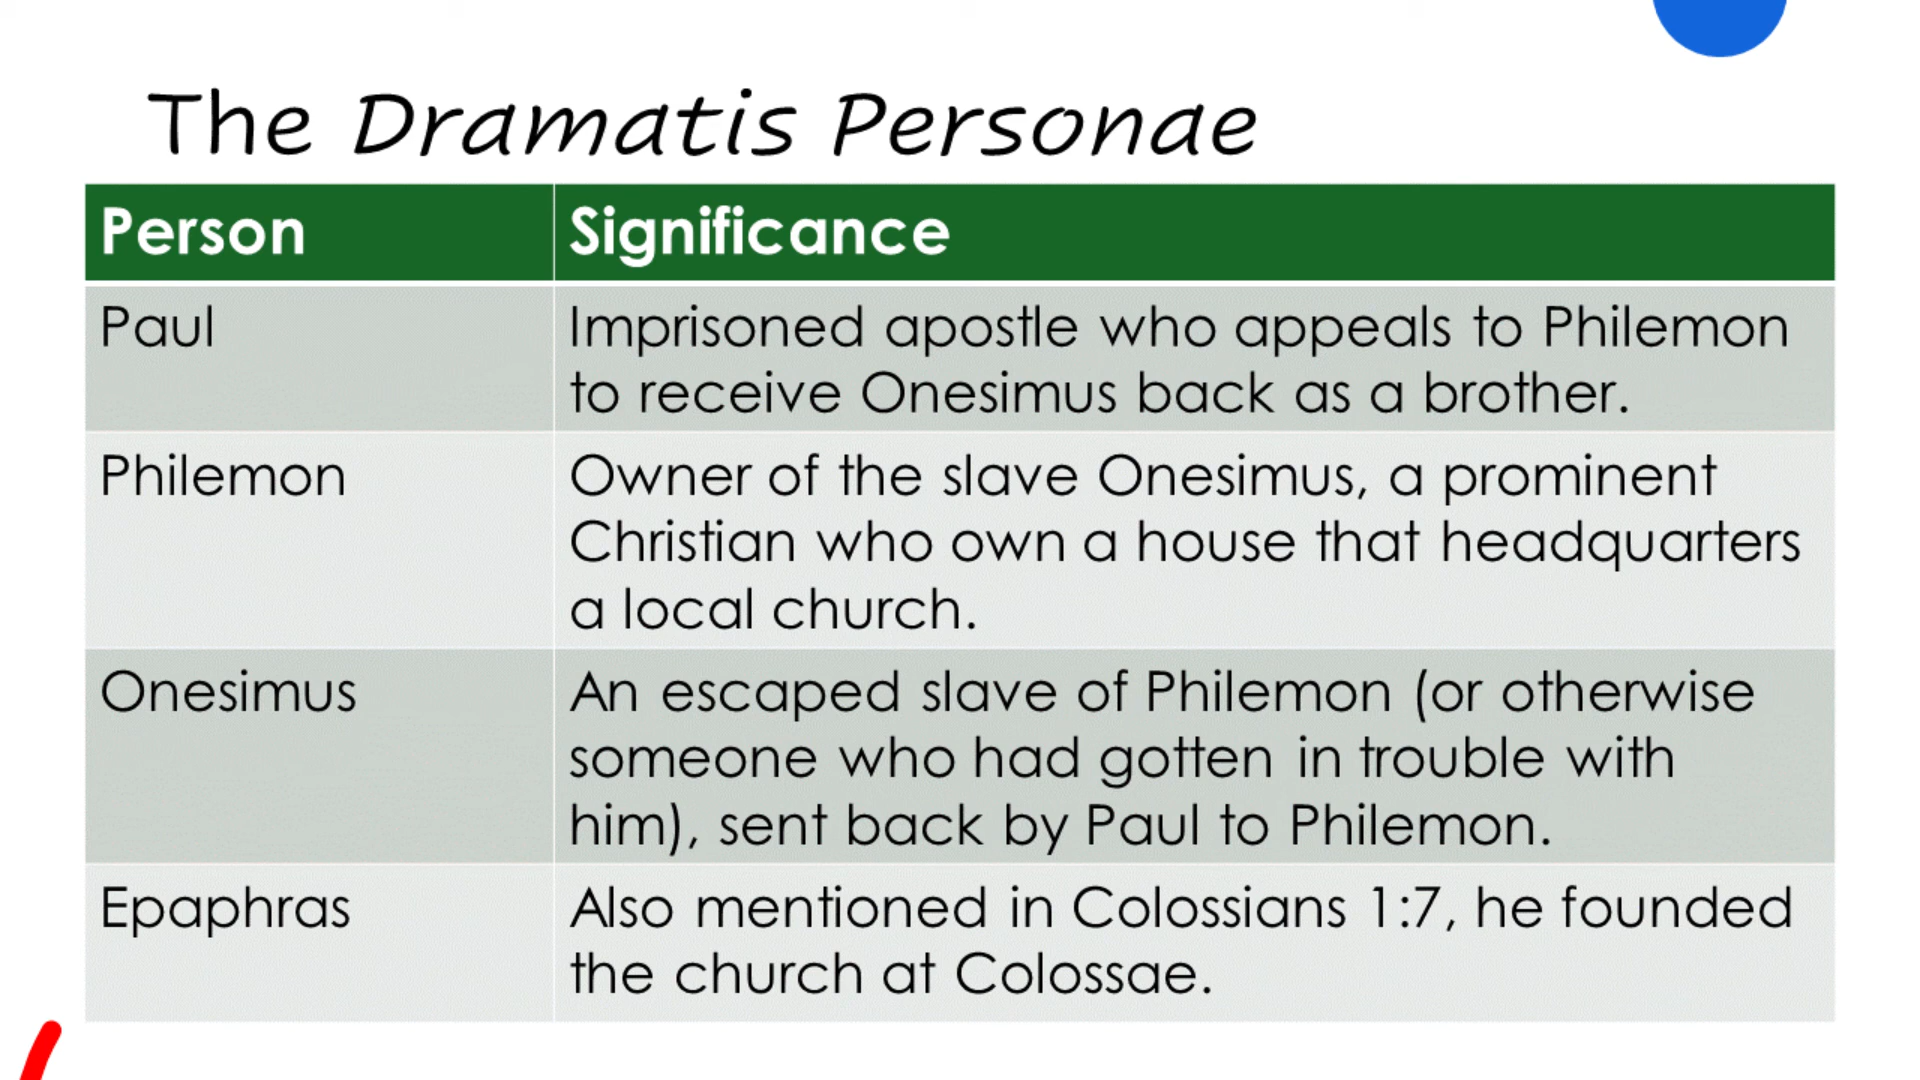 The Dramatis Personae
Person
Significance
Paul
Imprisoned apostle who appeals to Philemon
to receive Onesimus back as a brother.
Philemon
Owner of the slave Onesimus, a prominent
Christian who own a house that headquarters
a local church.
Onesimus
An escaped slave of Philemon (or otherwise
someone who had gotten in trouble with
him), sent back by Paul to Philemon.
Epaphras
Also mentioned in Colossians 1:7, he founded
the church at Colossae.